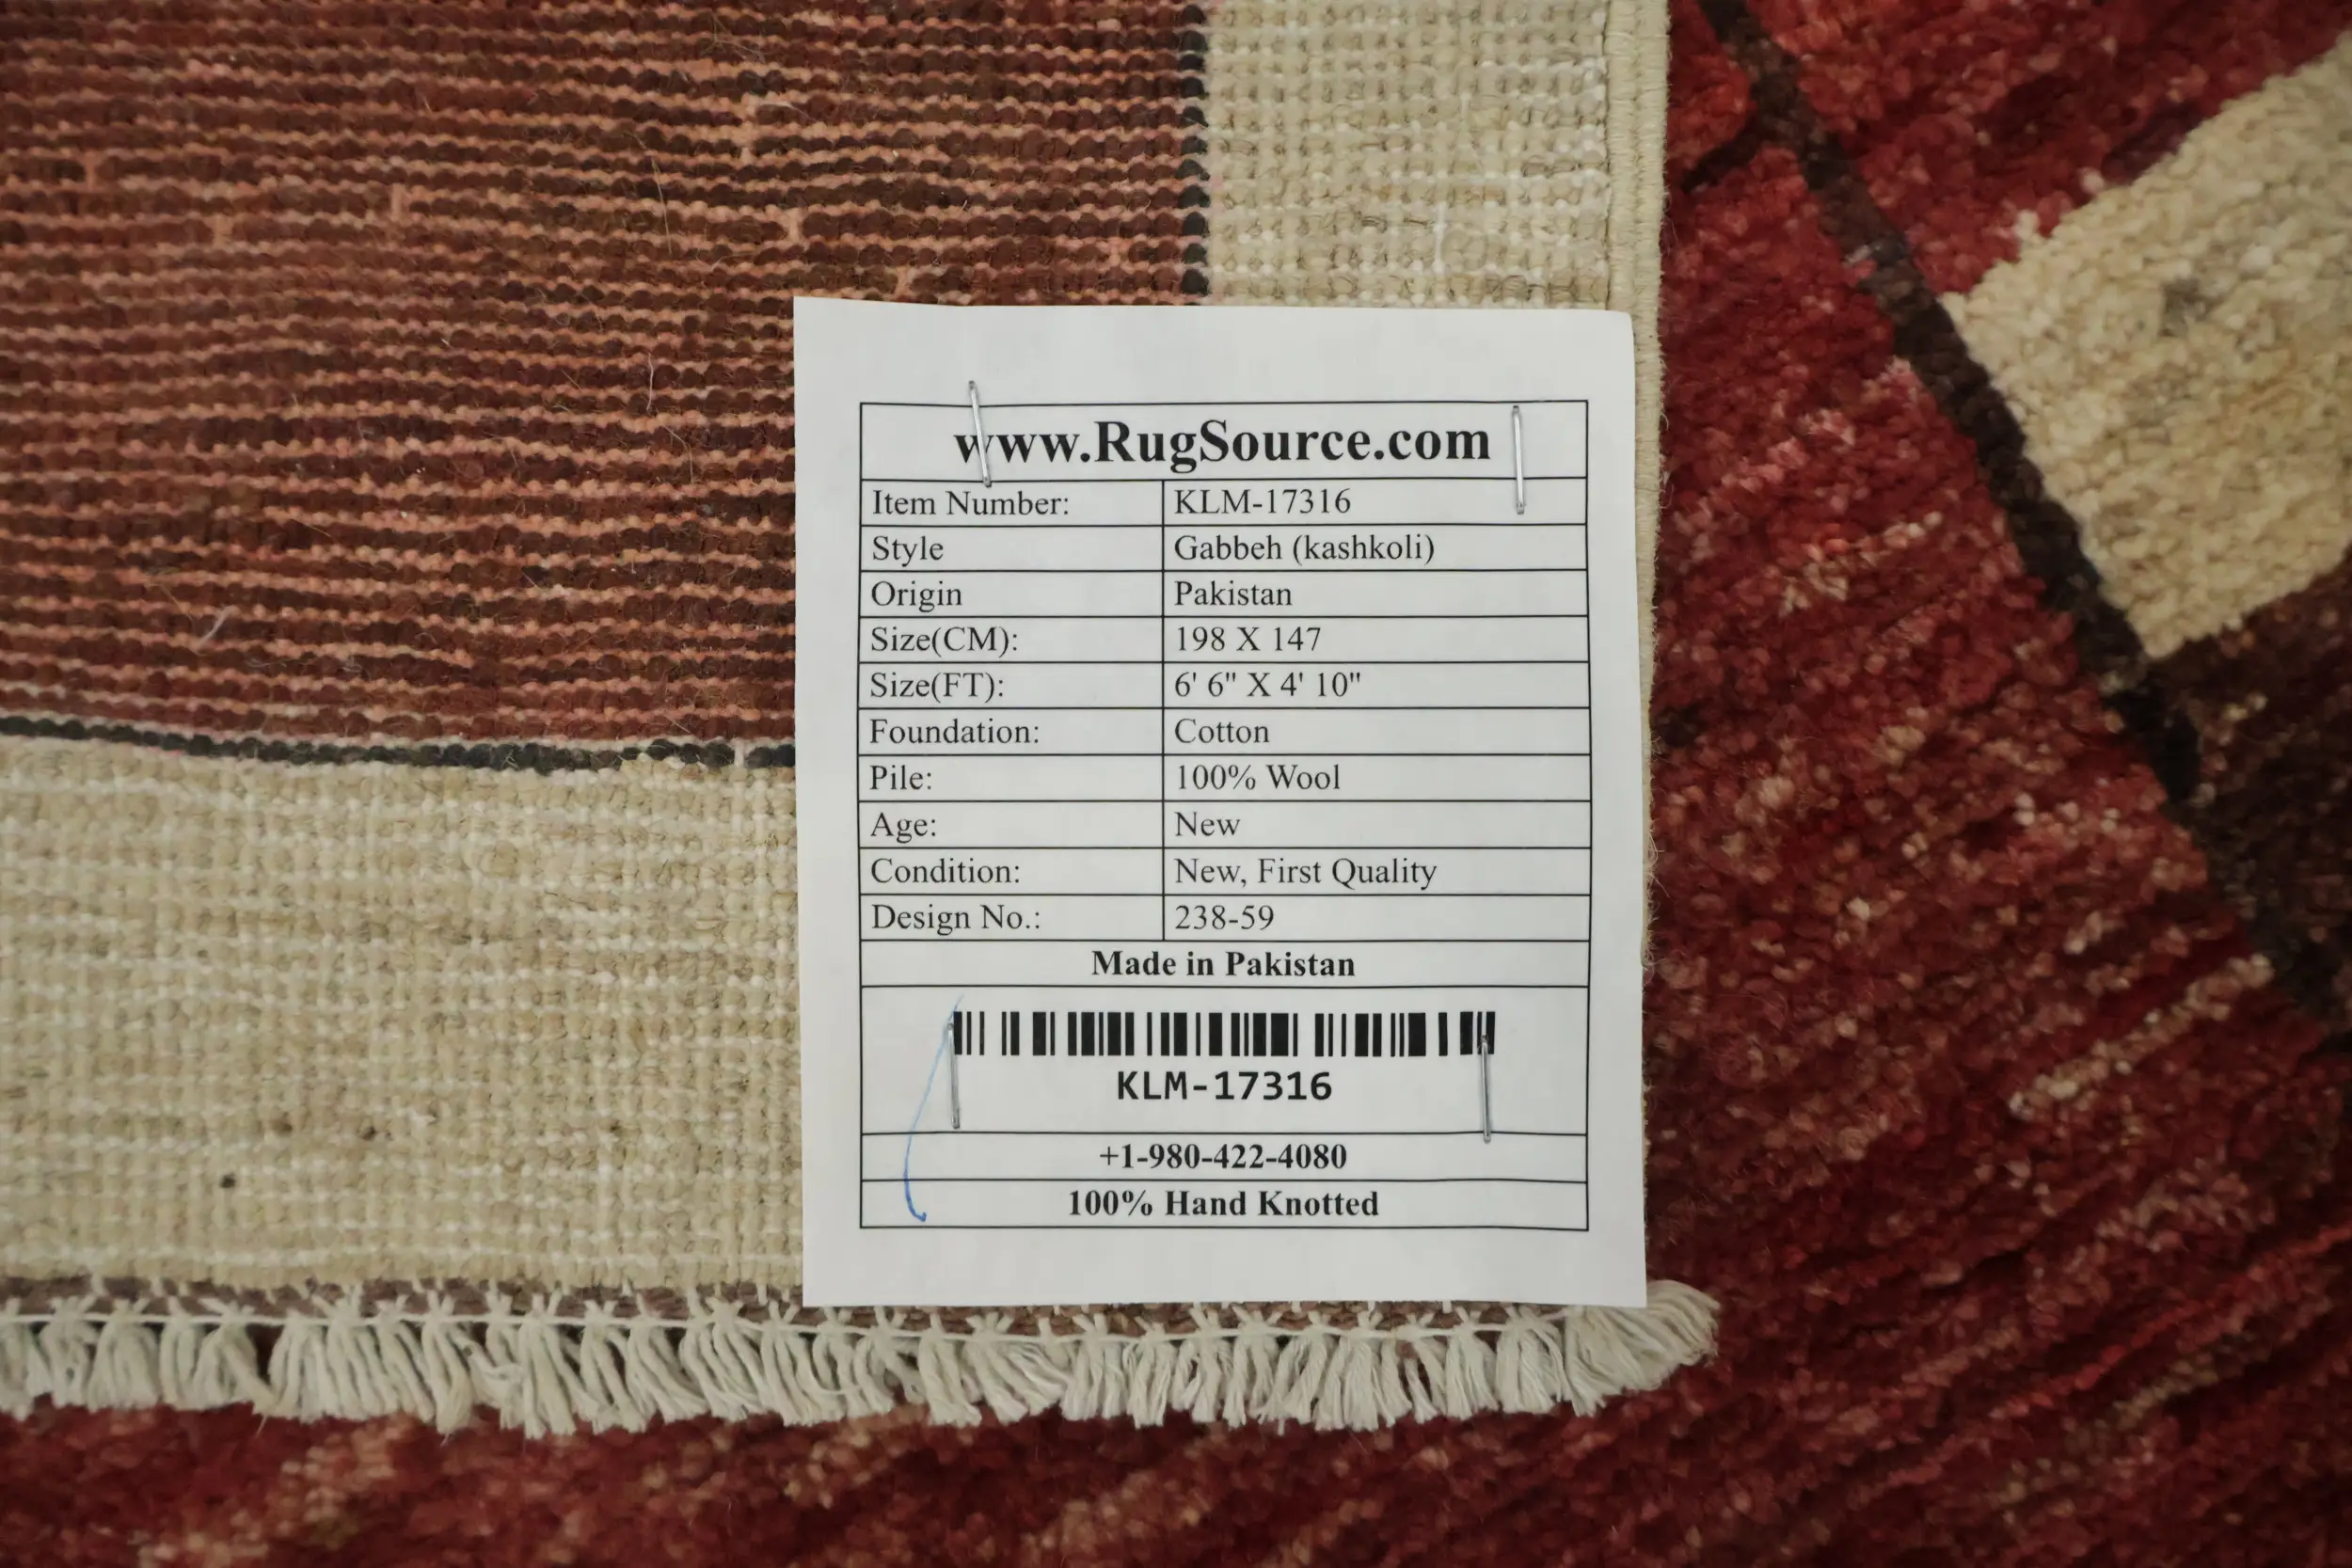 www.RugSource.com
Item Number: KLM-17316
Style Gabbeh (kashkoli)
Origin Pakistan
Size(CM): 198 X 147
Size(FT): 6' 6" X 4' 10"
Foundation: Cotton
Pile: 100% Wool
Age: New
Condition: New, First Quality
Design No.: 238-59
Made in Pakistan
KLM-17316
+1-980-422-4080
100% Hand Knotted